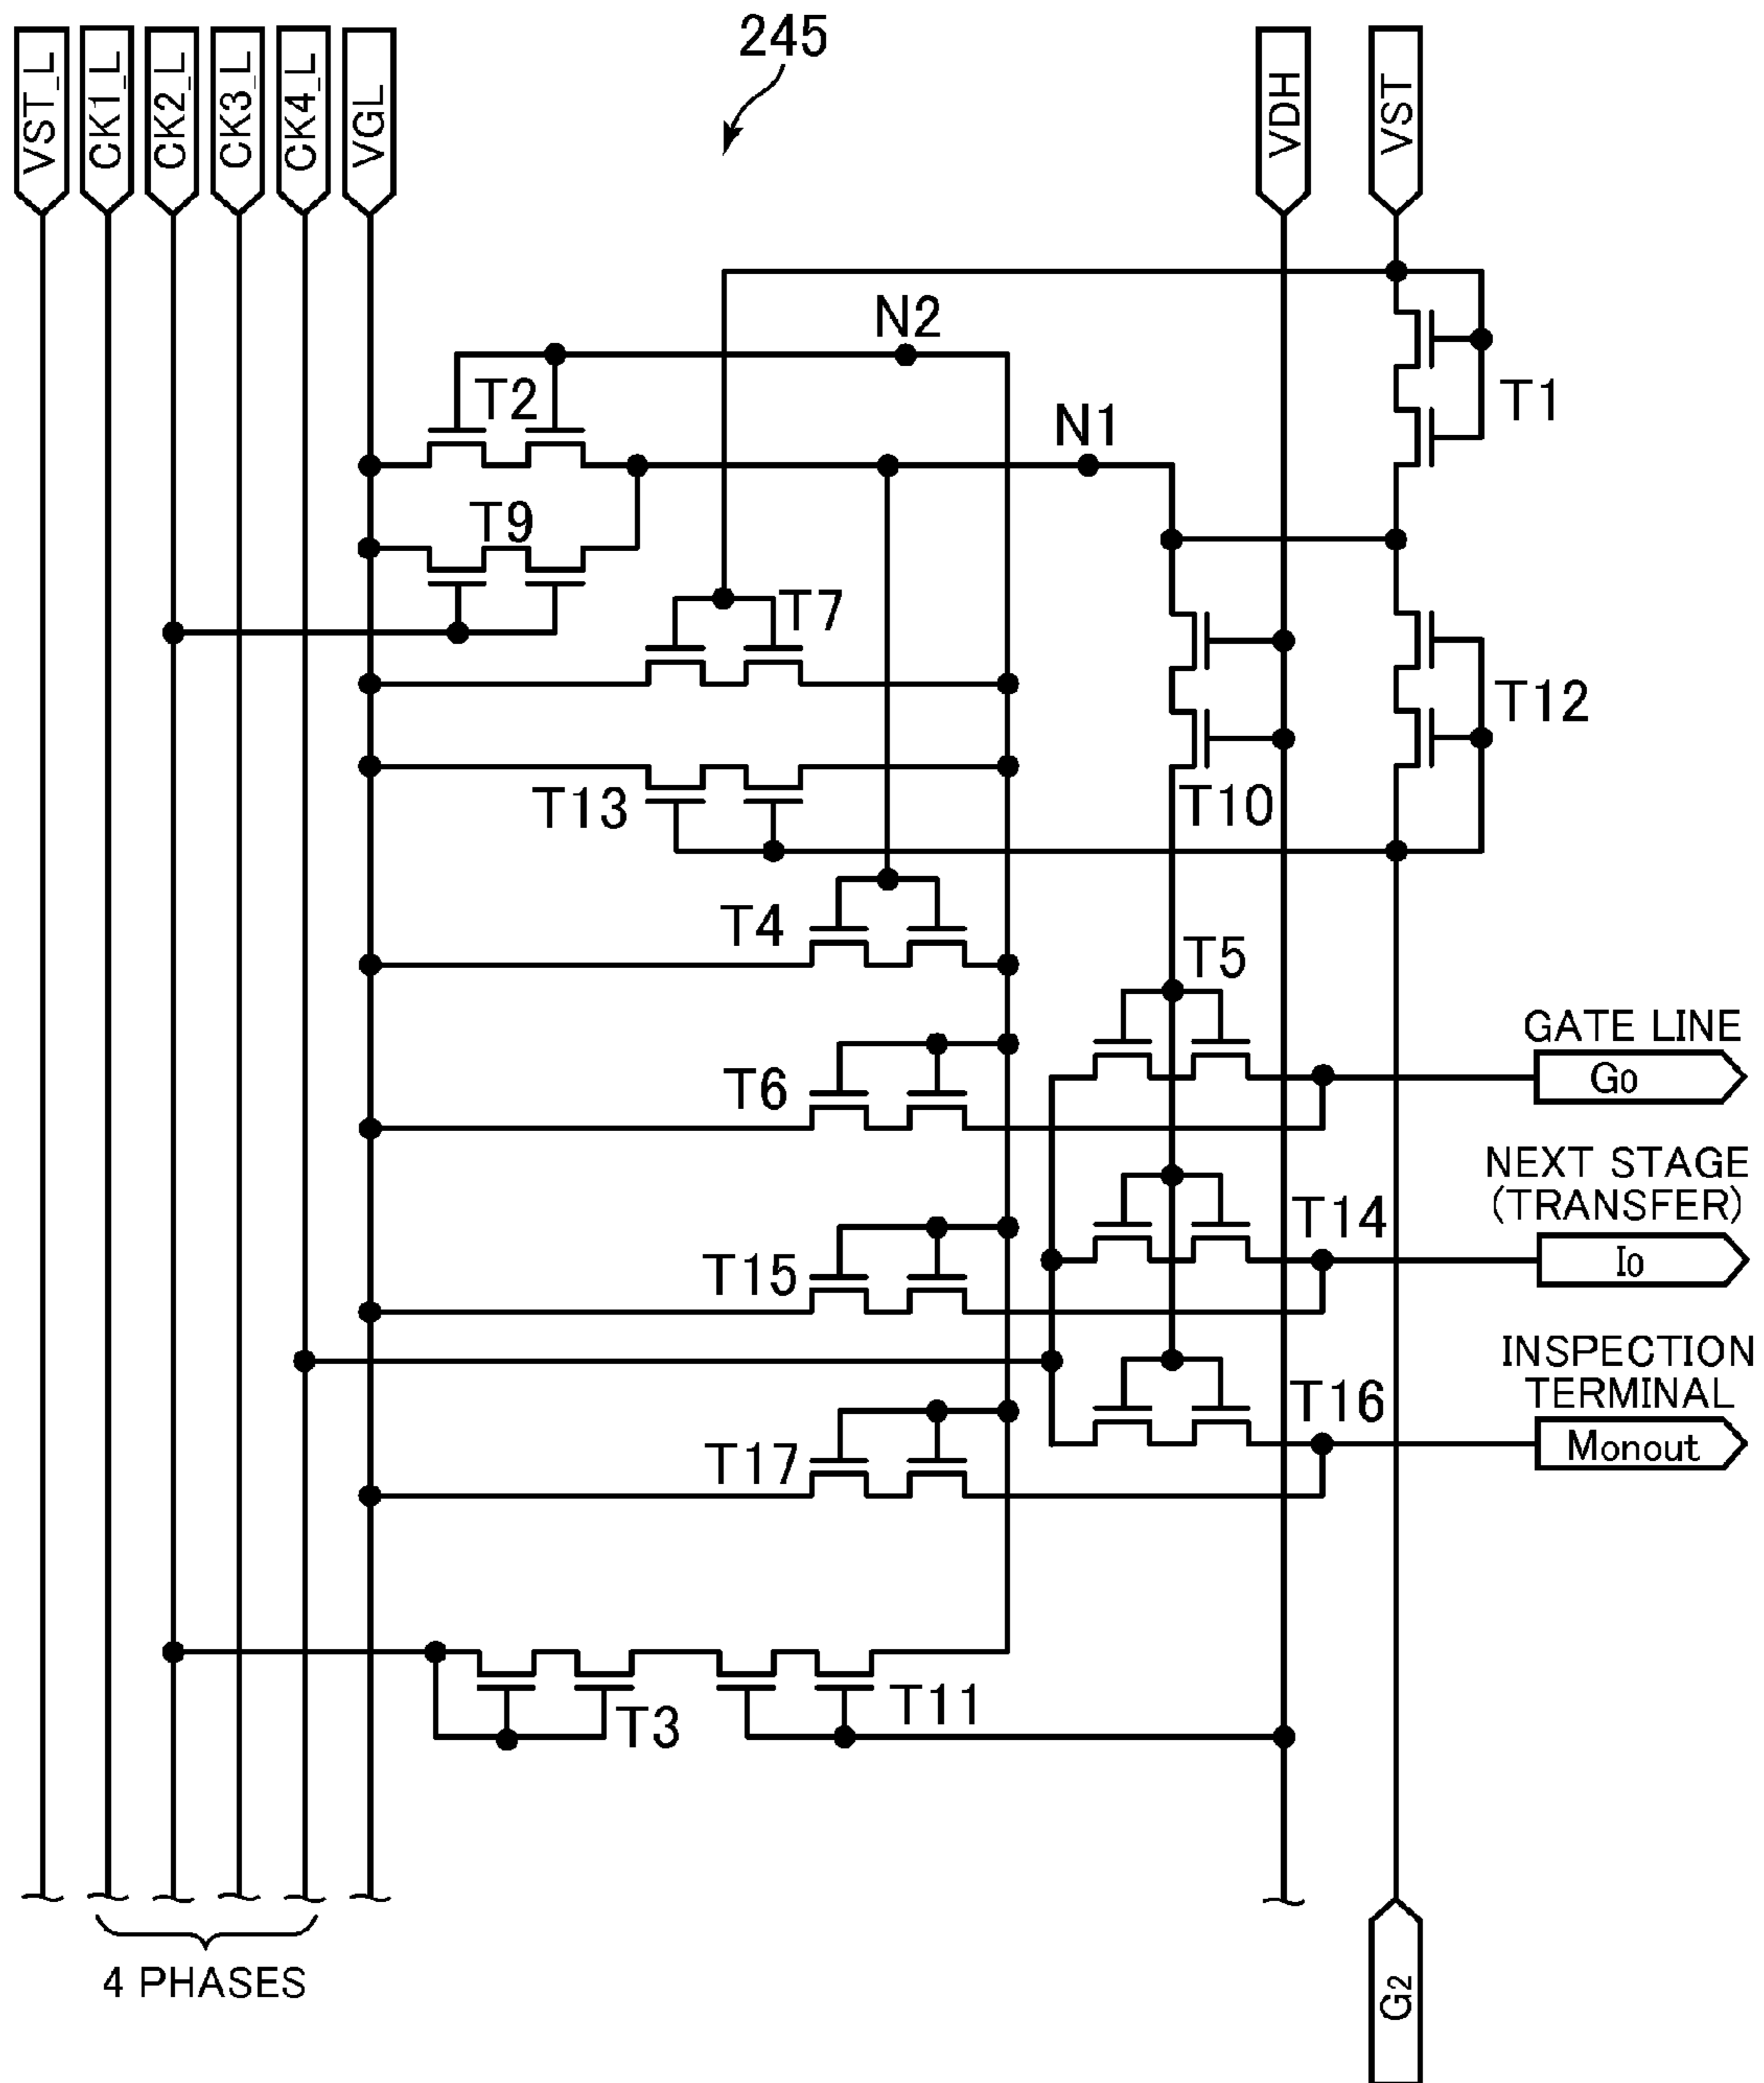 245
VST_L
CK1_L
CK2_L
CK3_L
CK4_L
VGL
VDH
VST
N2
T2
N1
T1
T9
T7
T12
T13
T10
T4
T5
GATE LINE
G0
T6
NEXT STAGE
(TRANSFER)
I0
T14
T15
INSPECTION
TERMINAL
Monout
T16
T17
T3
T11
4 PHASES
G2